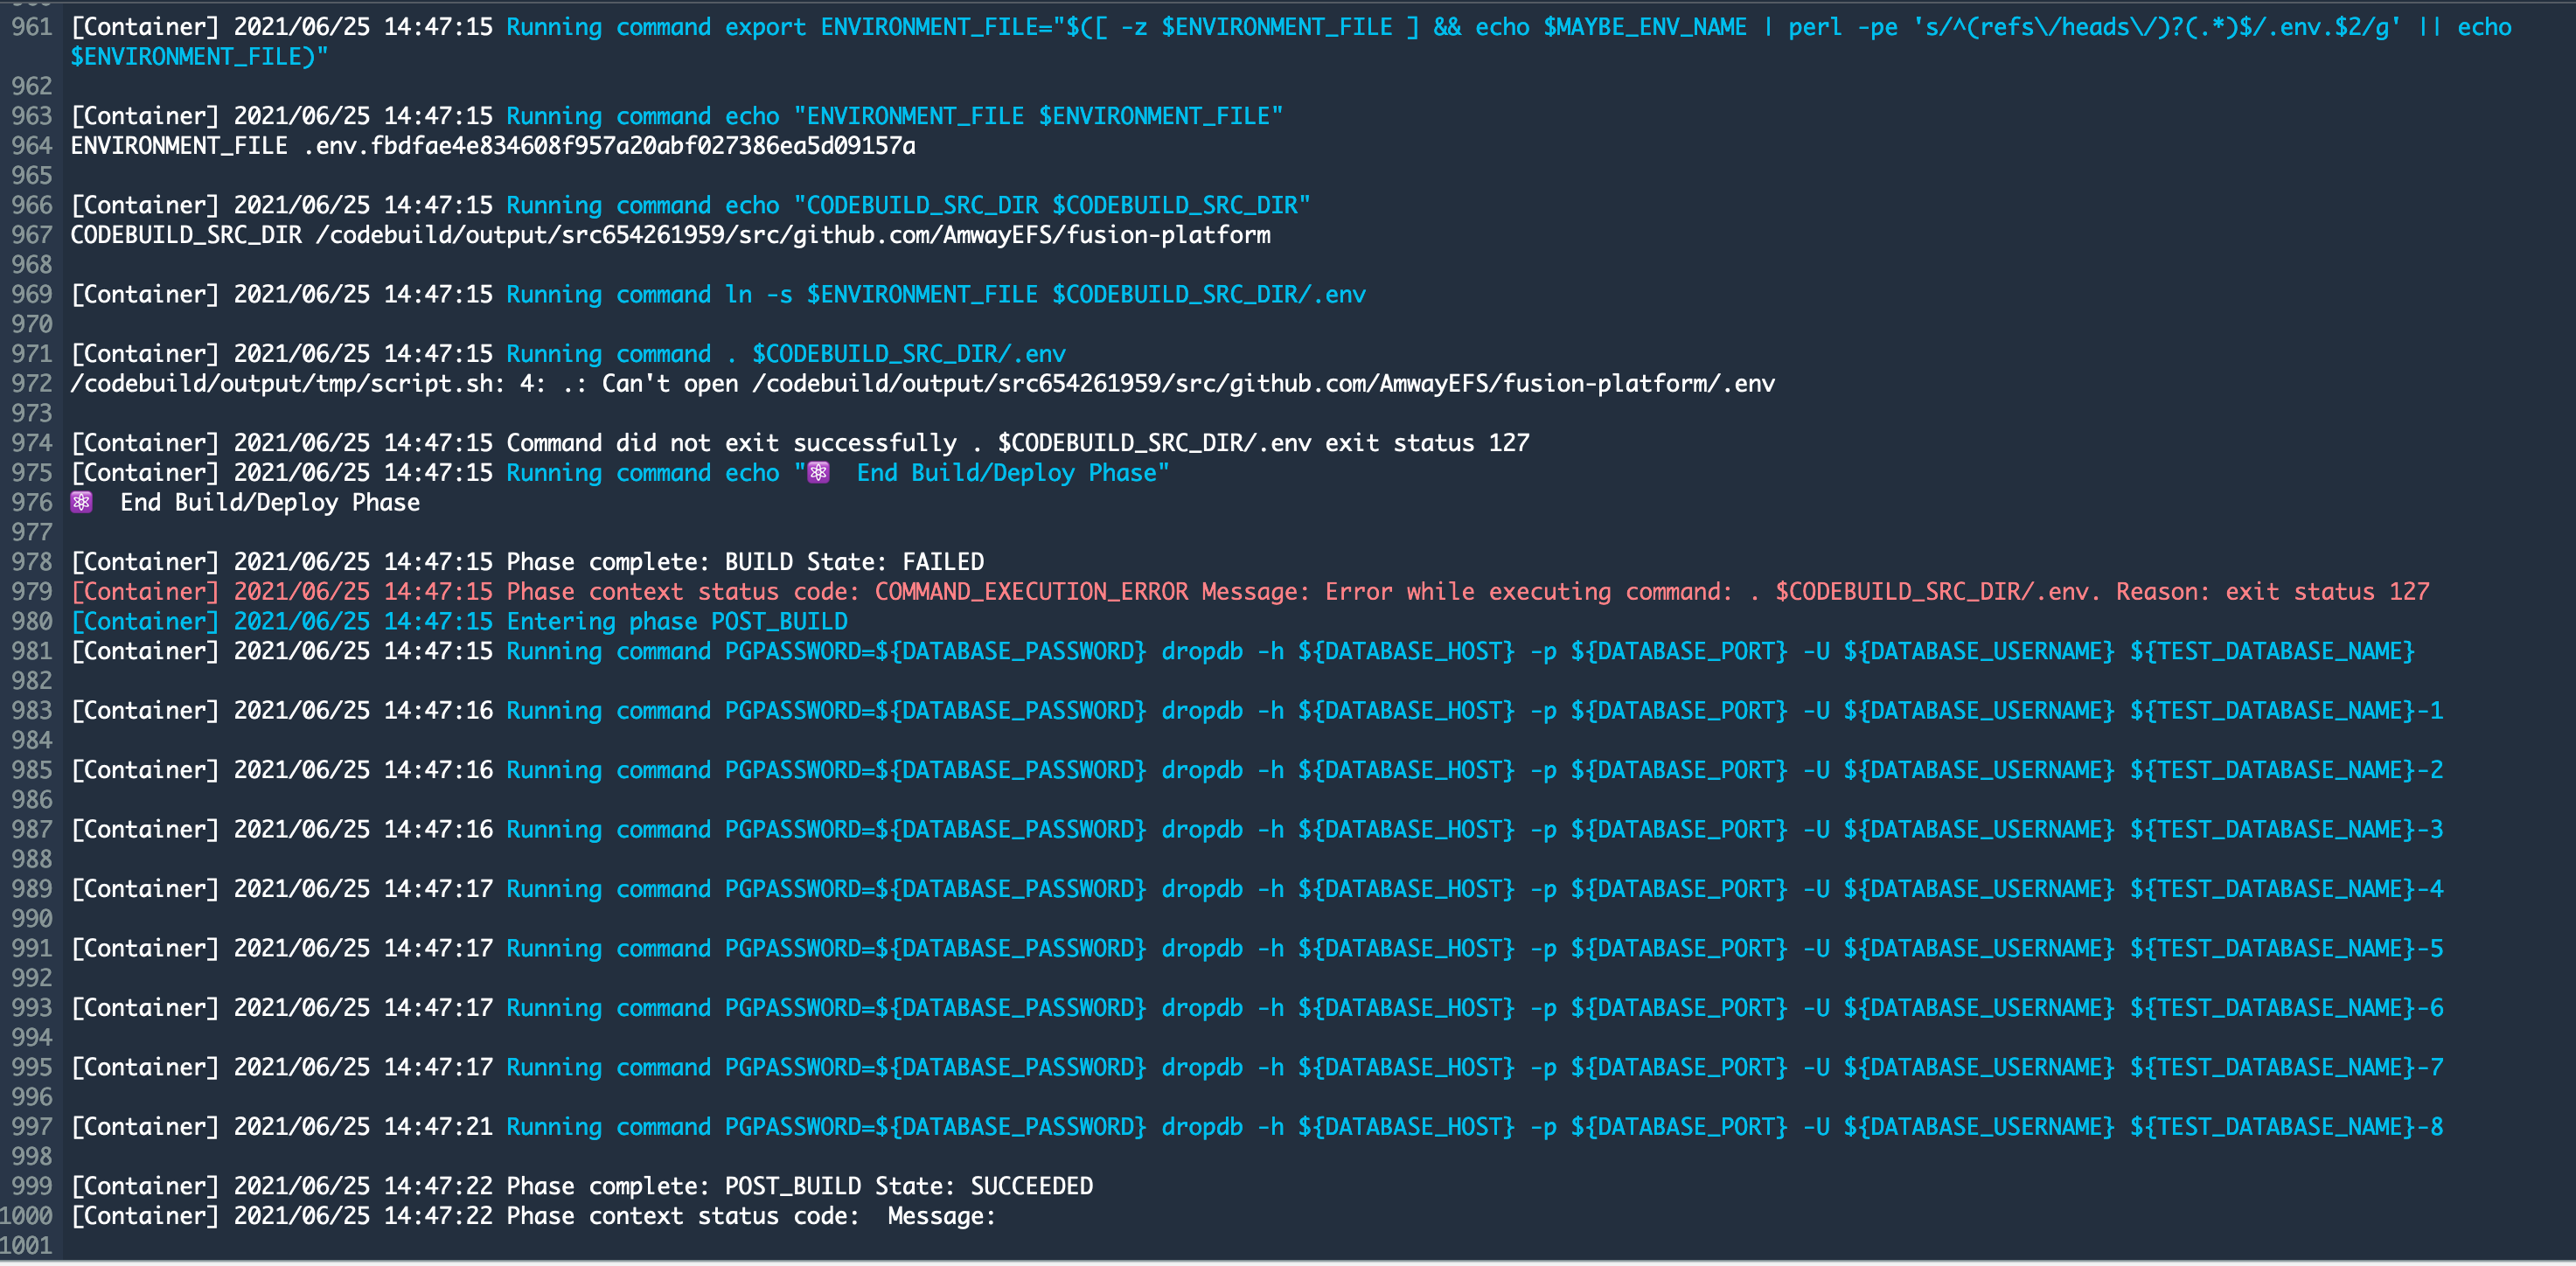 961 [Container] 2021/06/25 14:47:15 Running command export ENVIRONMENT_FILE="$([ -z $ENVIRONMENT_FILE ] && echo $MAYBE_ENV_NAME | perl -pe 's/^(refs\/heads\/)?(.*)$/.env.$2/g' || echo
$ENVIRONMENT_FILE)"
962
963 [Container] 2021/06/25 14:47:15 Running command echo "ENVIRONMENT_FILE $ENVIRONMENT_FILE"
964 ENVIRONMENT_FILE .env.fbdfae4e834608f957a20abf027386ea5d09157a
965
966 [Container] 2021/06/25 14:47:15 Running command echo "CODEBUILD_SRC_DIR $CODEBUILD_SRC_DIR"
967 CODEBUILD_SRC_DIR /codebuild/output/src654261959/src/github.com/AmwayEFS/fusion-platform
968
969 [Container] 2021/06/25 14:47:15 Running command ln -s $ENVIRONMENT_FILE $CODEBUILD_SRC_DIR/.env
970
971 [Container] 2021/06/25 14:47:15 Running command . $CODEBUILD_SRC_DIR/.env
972 /codebuild/output/tmp/script.sh: 4: .: Can't open /codebuild/output/src654261959/src/github.com/AmwayEFS/fusion-platform/.env
973
974 [Container] 2021/06/25 14:47:15 Command did not exit successfully . $CODEBUILD_SRC_DIR/.env exit status 127
975 [Container] 2021/06/25 14:47:15 Running command echo "⚛️  End Build/Deploy Phase"
976 ⚛️  End Build/Deploy Phase
977
978 [Container] 2021/06/25 14:47:15 Phase complete: BUILD State: FAILED
979 [Container] 2021/06/25 14:47:15 Phase context status code: COMMAND_EXECUTION_ERROR Message: Error while executing command: . $CODEBUILD_SRC_DIR/.env. Reason: exit status 127
980 [Container] 2021/06/25 14:47:15 Entering phase POST_BUILD
981 [Container] 2021/06/25 14:47:15 Running command PGPASSWORD=${DATABASE_PASSWORD} dropdb -h ${DATABASE_HOST} -p ${DATABASE_PORT} -U ${DATABASE_USERNAME} ${TEST_DATABASE_NAME}
982
983 [Container] 2021/06/25 14:47:16 Running command PGPASSWORD=${DATABASE_PASSWORD} dropdb -h ${DATABASE_HOST} -p ${DATABASE_PORT} -U ${DATABASE_USERNAME} ${TEST_DATABASE_NAME}-1
984
985 [Container] 2021/06/25 14:47:16 Running command PGPASSWORD=${DATABASE_PASSWORD} dropdb -h ${DATABASE_HOST} -p ${DATABASE_PORT} -U ${DATABASE_USERNAME} ${TEST_DATABASE_NAME}-2
986
987 [Container] 2021/06/25 14:47:16 Running command PGPASSWORD=${DATABASE_PASSWORD} dropdb -h ${DATABASE_HOST} -p ${DATABASE_PORT} -U ${DATABASE_USERNAME} ${TEST_DATABASE_NAME}-3
988
989 [Container] 2021/06/25 14:47:17 Running command PGPASSWORD=${DATABASE_PASSWORD} dropdb -h ${DATABASE_HOST} -p ${DATABASE_PORT} -U ${DATABASE_USERNAME} ${TEST_DATABASE_NAME}-4
990
991 [Container] 2021/06/25 14:47:17 Running command PGPASSWORD=${DATABASE_PASSWORD} dropdb -h ${DATABASE_HOST} -p ${DATABASE_PORT} -U ${DATABASE_USERNAME} ${TEST_DATABASE_NAME}-5
992
993 [Container] 2021/06/25 14:47:17 Running command PGPASSWORD=${DATABASE_PASSWORD} dropdb -h ${DATABASE_HOST} -p ${DATABASE_PORT} -U ${DATABASE_USERNAME} ${TEST_DATABASE_NAME}-6
994
995 [Container] 2021/06/25 14:47:17 Running command PGPASSWORD=${DATABASE_PASSWORD} dropdb -h ${DATABASE_HOST} -p ${DATABASE_PORT} -U ${DATABASE_USERNAME} ${TEST_DATABASE_NAME}-7
996
997 [Container] 2021/06/25 14:47:21 Running command PGPASSWORD=${DATABASE_PASSWORD} dropdb -h ${DATABASE_HOST} -p ${DATABASE_PORT} -U ${DATABASE_USERNAME} ${TEST_DATABASE_NAME}-8
998
999 [Container] 2021/06/25 14:47:22 Phase complete: POST_BUILD State: SUCCEEDED
1000 [Container] 2021/06/25 14:47:22 Phase context status code:  Message:
1001